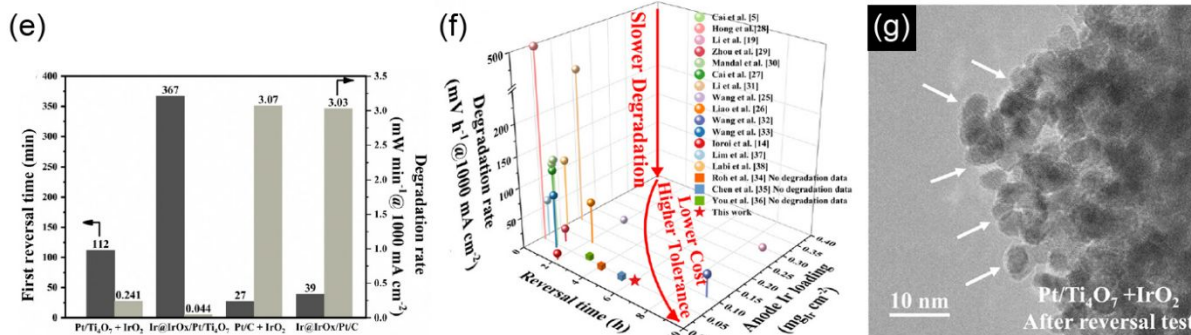 (e)
First reversal time (min)
400
350
300
250
200
150
100
50
0
112
0.241
367
0.044
27
3.07
39
3.03
3.5
3.0
2.5
2.0
1.5
1.0
0.5
0.0
Degradation rate
(mW min⁻¹@ 1000 mA cm⁻²)
Pt/Ti₄O₇ + IrO₂
Ir@IrOx/Pt/Ti₄O₇
Pt/C + IrO₂
Ir@IrOx/Pt/C
(f)
Degradation rate
(mV h⁻¹@1000 mA cm⁻²)
500
200
150
100
50
0
2
4
6
8
Reversal time (h)
0.05
0.10
0.15
0.20
0.25
0.30
0.35
0.40
Anode Ir loading
(mgIr cm⁻²)
Slower Degradation
Lower Cost
Higher Tolerance
Cai et al. [5]
Hong et al.[28]
Li et al. [19]
Zhou et al. [29]
Mandal et al. [30]
Cai et al. [27]
Li et al. [31]
Wang et al. [25]
Liao et al. [26]
Wang et al. [32]
Wang et al. [33]
Ioroi et al. [14]
Lim et al. [37]
Labi et al. [38]
Roh et al. [34] No degradation data
Chen et al. [35] No degradation data
You et al. [36] No degradation data
This work
(g)
10 nm
Pt/Ti₄O₇ +IrO₂
After reversal test